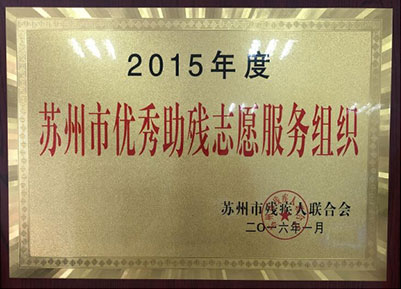 2015年度
苏州市优秀助残志愿服务组织
苏州市残疾人联合会
二〇一六年一月